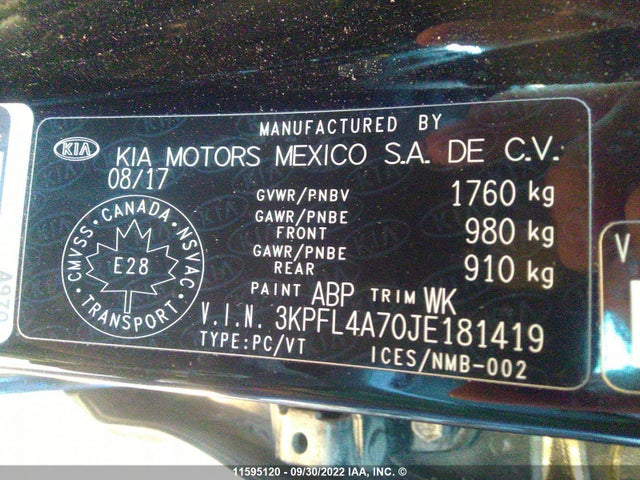 MANUFACTURED BY
KIA KIA MOTORS MEXICO S.A. DE C.V.
08/17
GVWR/PNBV 1760 kg
GAWR/PNBE FRONT 980 kg
GAWR/PNBE REAR 910 kg
PAINT ABP TRIM WK
V.I.N. 3KPFL4A70JE181419
TYPE:PC/VT ICES/NMB-002
CMVSS • CANADA • NSVAC
E28
TRANSPORT
A970
V
11595120 - 09/30/2022 IAA, INC. ©